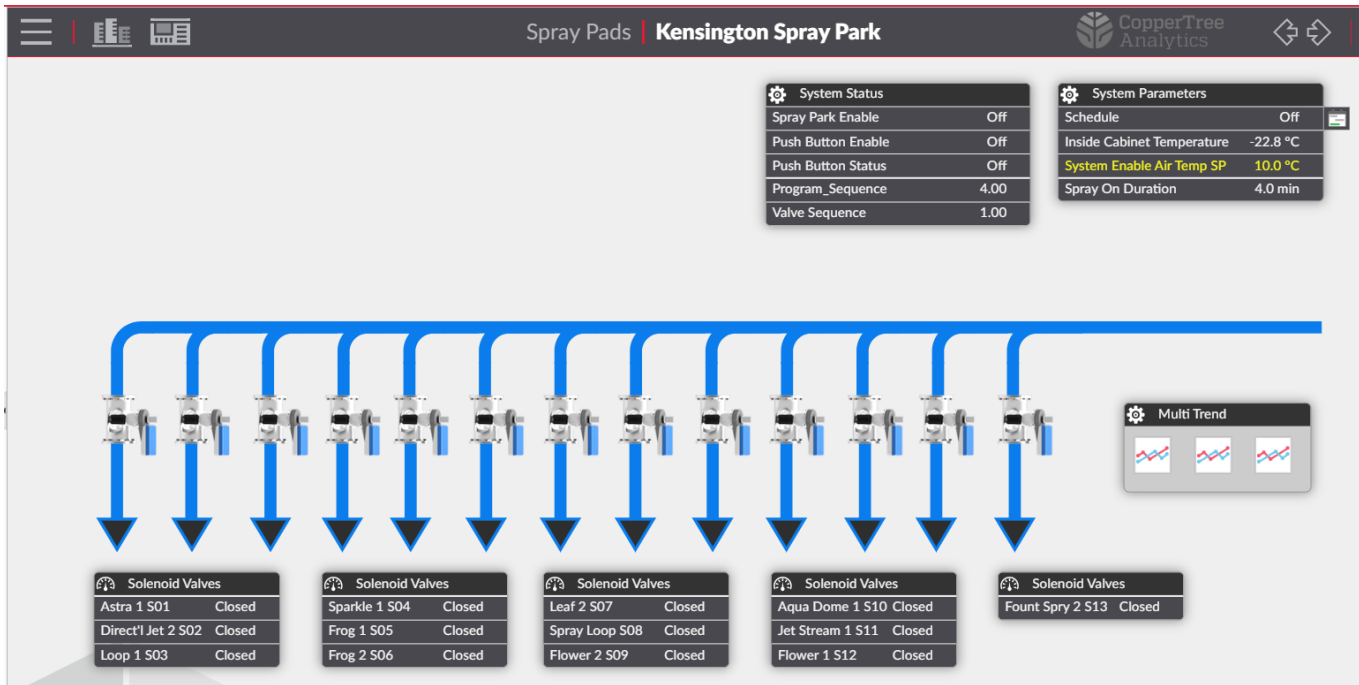 Spray Pads Kensington Spray Park
CopperTree
Analytics
System Status
Spray Park Enable Off
Push Button Enable Off
Push Button Status Off
Program_Sequence 4.00
Valve Sequence 1.00
System Parameters
Schedule Off
Inside Cabinet Temperature -22.8 °C
System Enable Air Temp SP 10.0 °C
Spray On Duration 4.0 min
Multi Trend
Solenoid Valves
Astra 1 S01 Closed
Direct'l Jet 2 S02 Closed
Loop 1 S03 Closed
Solenoid Valves
Sparkle 1 S04 Closed
Frog 1 S05 Closed
Frog 2 S06 Closed
Solenoid Valves
Leaf 2 S07 Closed
Spray Loop S08 Closed
Flower 2 S09 Closed
Solenoid Valves
Aqua Dome 1 S10 Closed
Jet Stream 1 S11 Closed
Flower 1 S12 Closed
Solenoid Valves
Fount Spry 2 S13 Closed